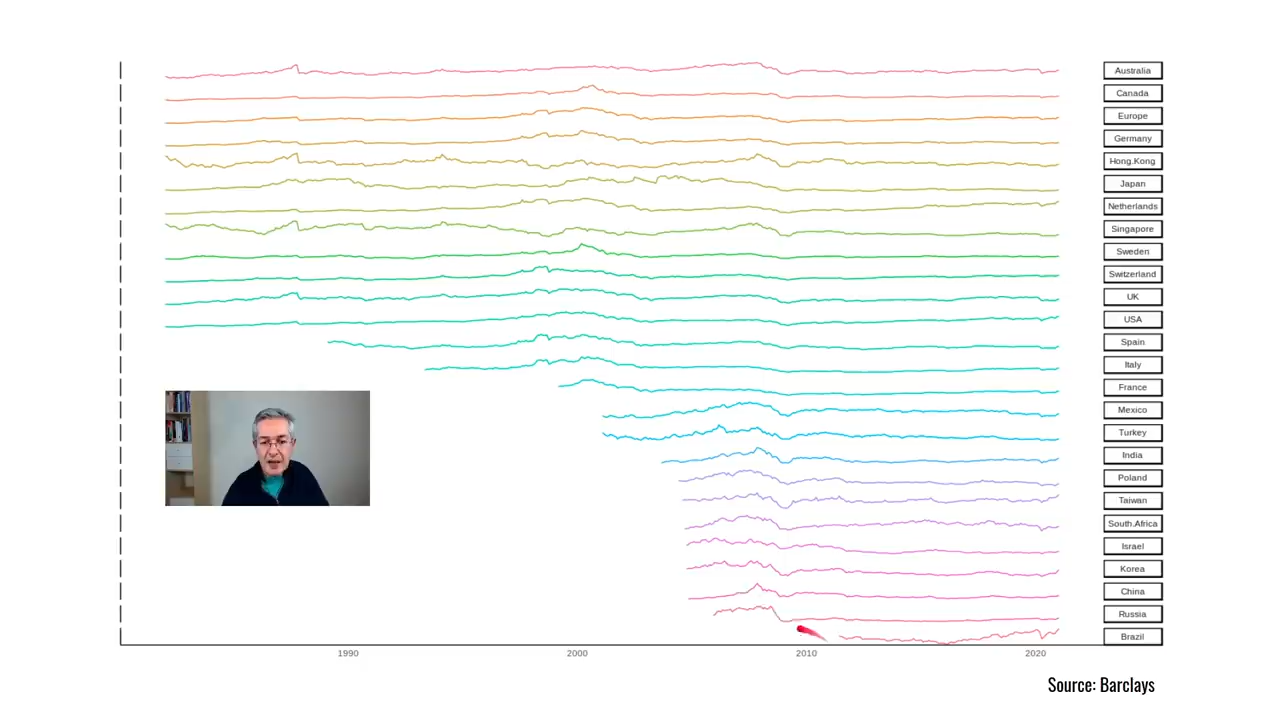 Australia
Canada
Europe
Germany
Hong.Kong
Japan
Netherlands
Singapore
Sweden
Switzerland
UK
USA
Spain
Italy
France
Mexico
Turkey
India
Poland
Taiwan
South.Africa
Israel
Korea
China
Russia
Brazil
1990 2000 2010 2020
Source: Barclays